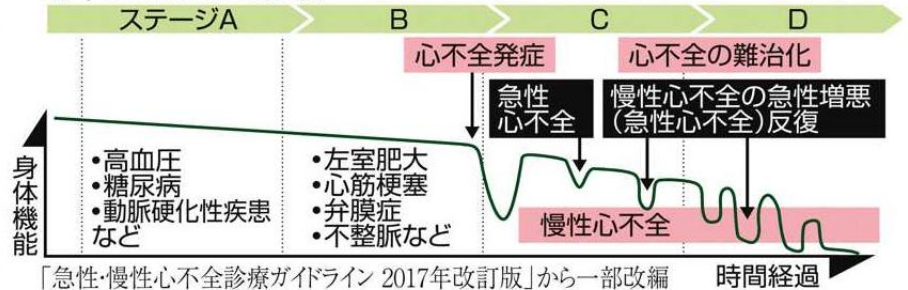 ステージA
B
C
D
心不全発症
心不全の難治化
急性
心不全
慢性心不全の急性増悪
(急性心不全)反復
身体機能
•高血圧
•糖尿病
•動脈硬化性疾患
など
•左室肥大
•心筋梗塞
•弁膜症
•不整脈など
慢性心不全
「急性・慢性心不全診療ガイドライン 2017年改訂版」から一部改編
時間経過